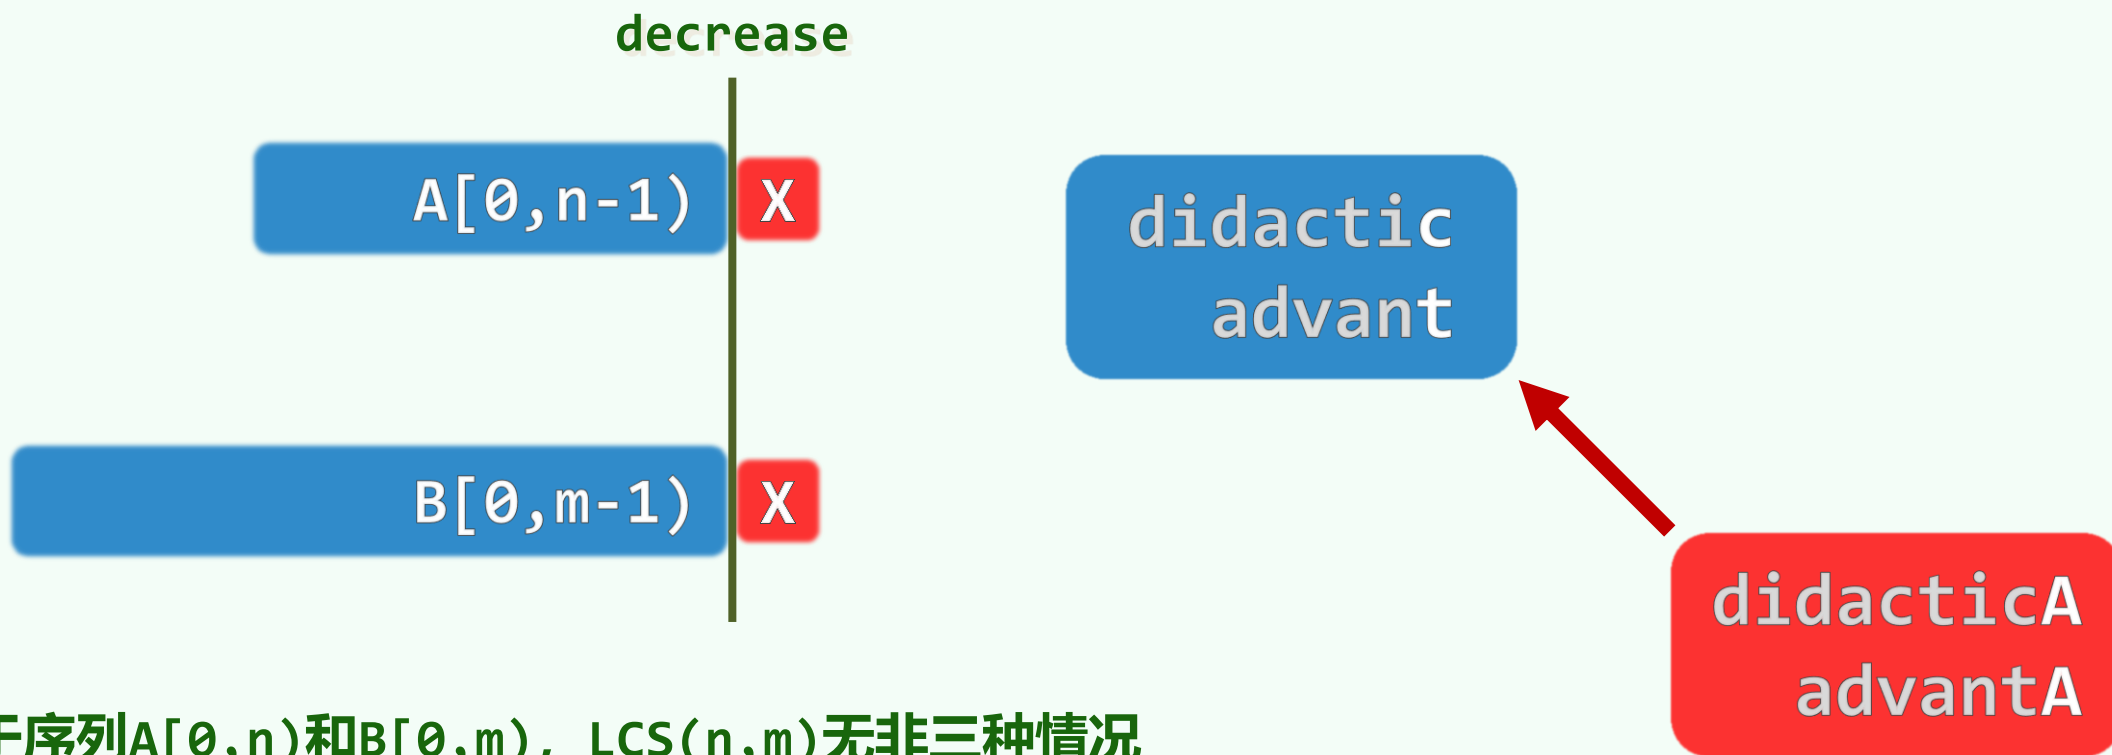 decrease
A[0,n-1) X
didactic
advant
B[0,m-1) X
didacticA
advantA
序列A[0,n)和B[0,m), LCS(n,m)无非三种情况